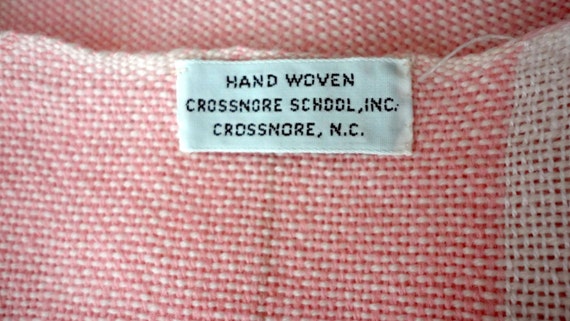 HAND WOVEN
CROSSNORE SCHOOL, INC.
CROSSNORE, N.C.